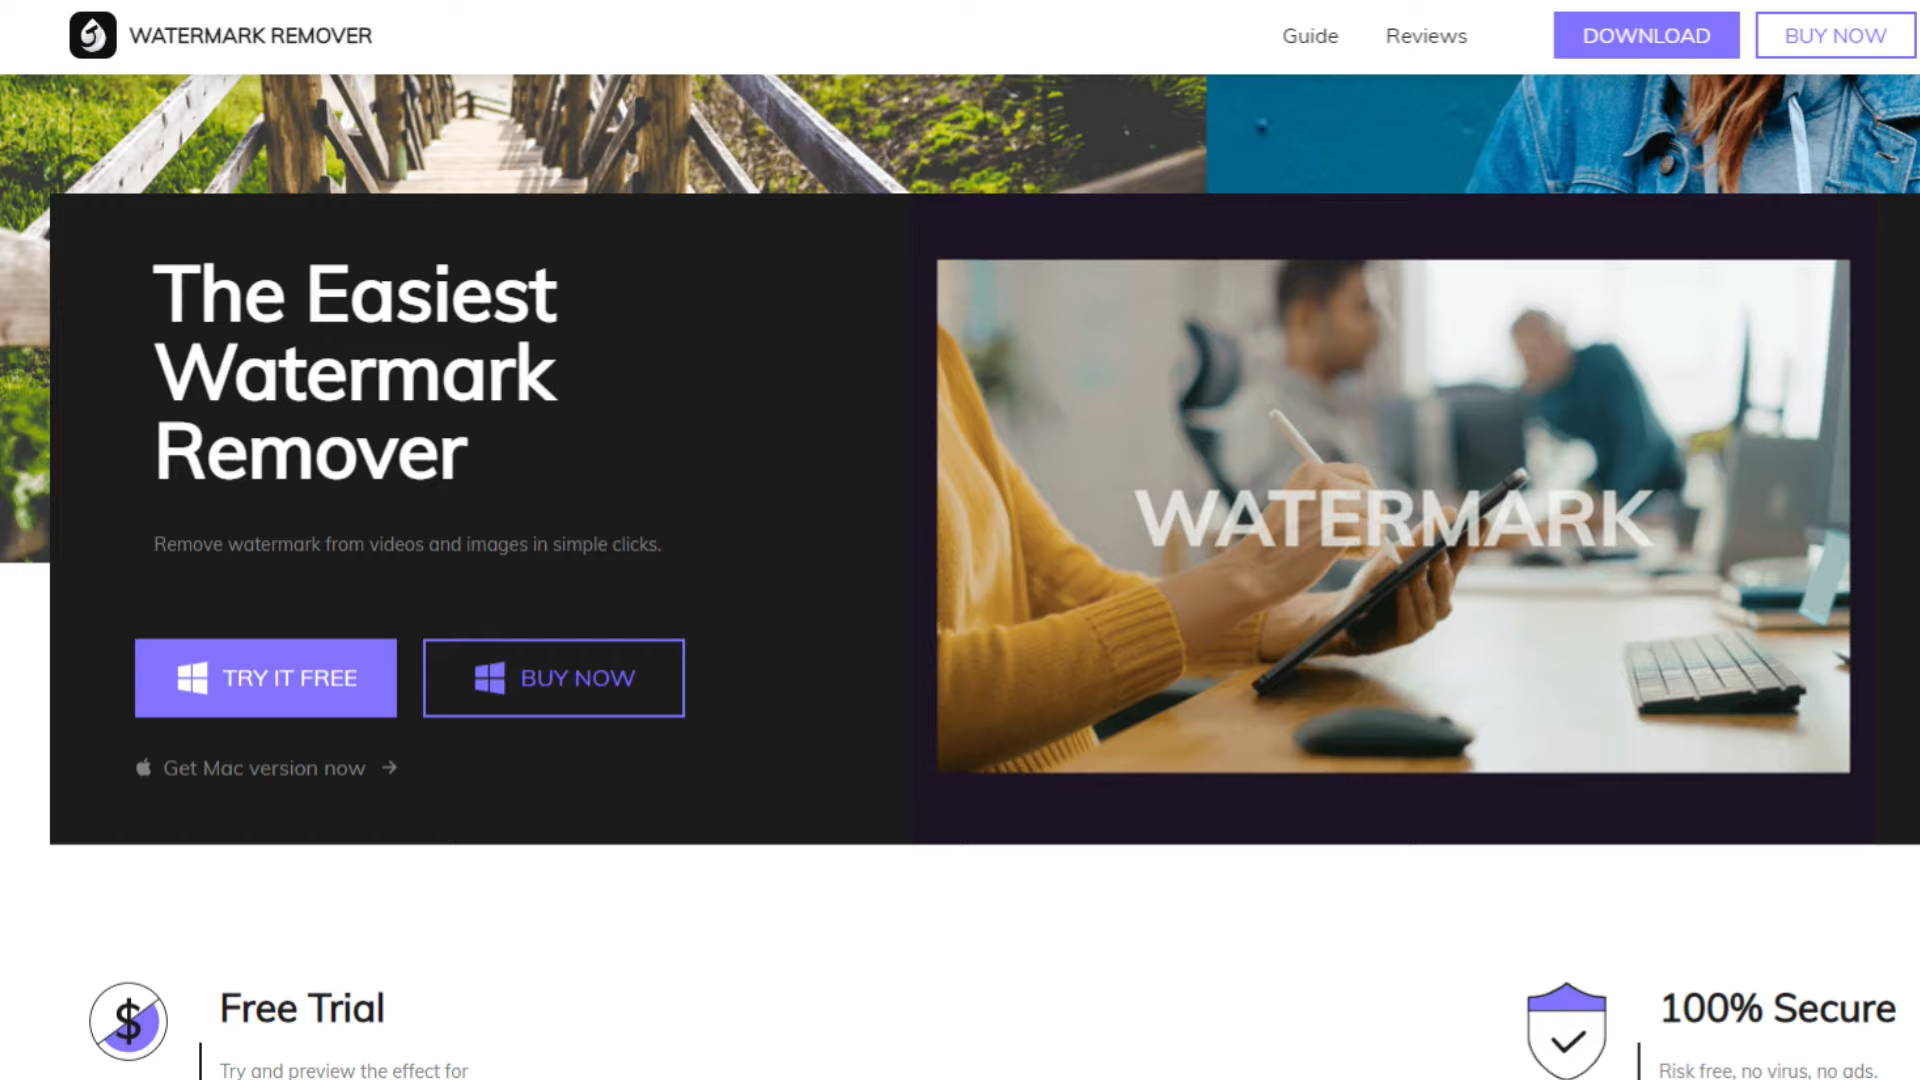 WATERMARK REMOVER
Guide
Reviews
DOWNLOAD
BUY NOW
The Easiest
Watermark
Remover
Remove watermark from videos and images in simple clicks.
TRY IT FREE
BUY NOW
Get Mac version now →
WATERMARK
$
Free Trial
Try and preview the effect for
100% Secure
Risk free, no virus, no ads.